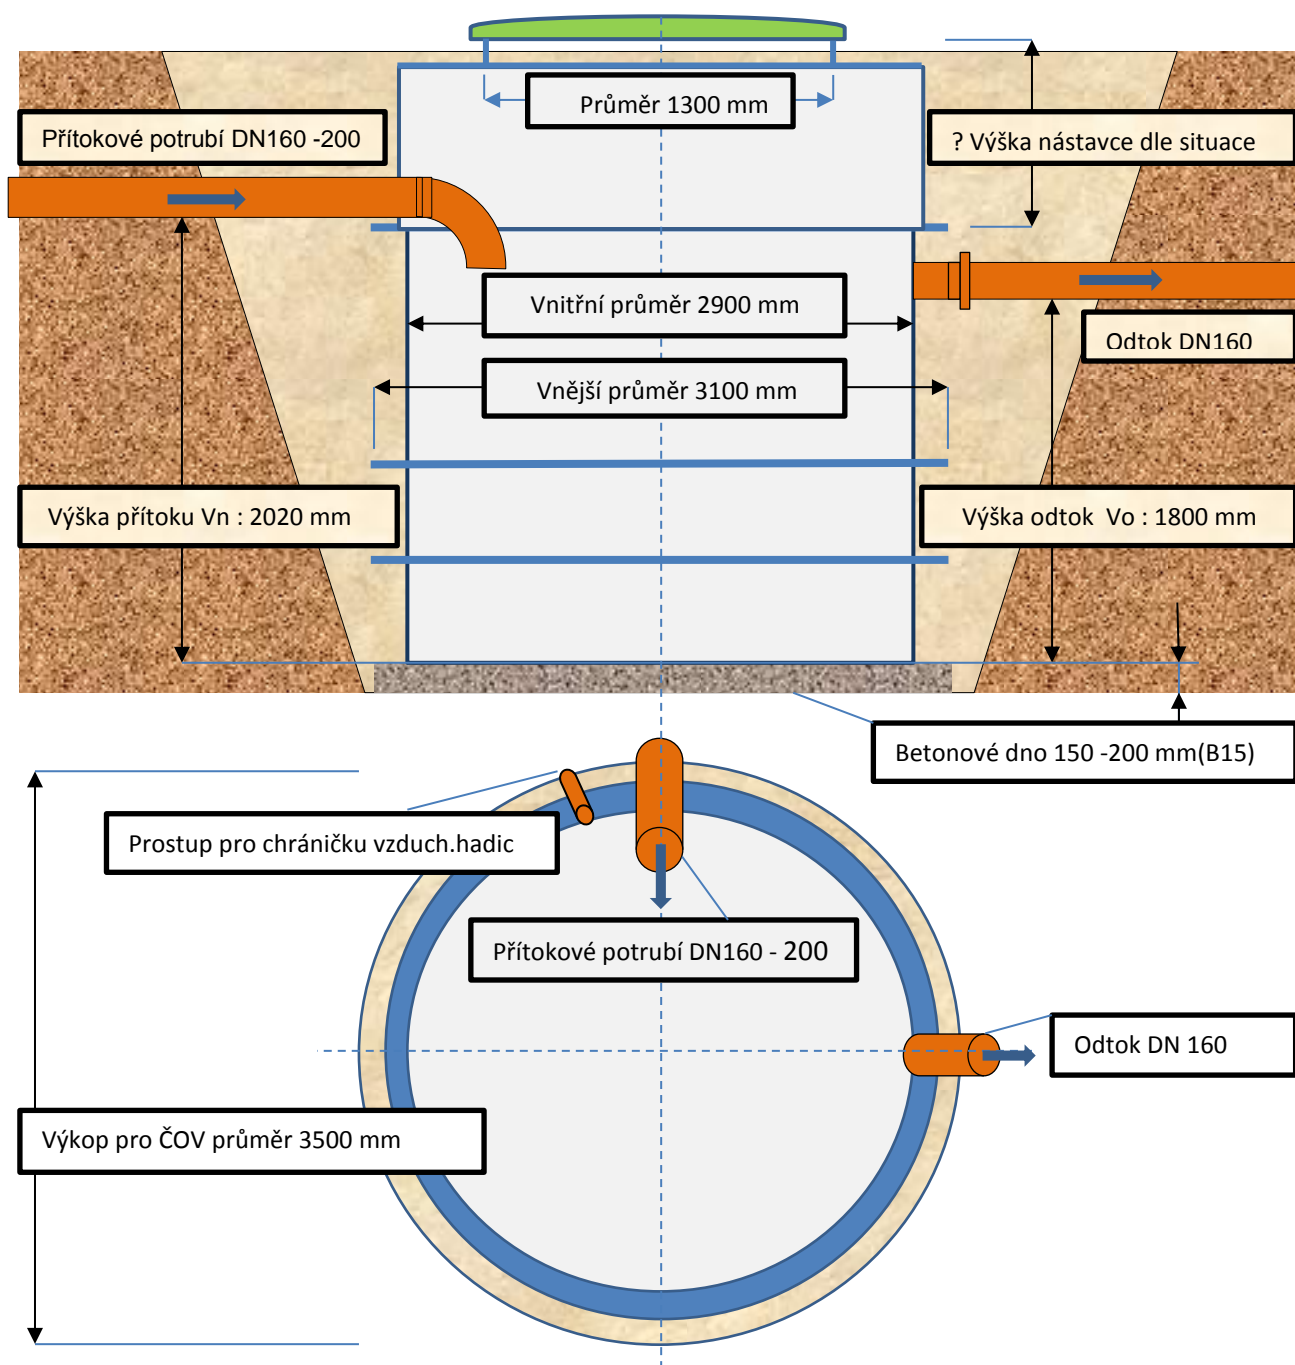 Průměr 1300 mm
Přítokové potrubí DN160 -200
? Výška nástavce dle situace
Vnitřní průměr 2900 mm
Odtok DN160
Vnější průměr 3100 mm
Výška přítoku Vn : 2020 mm
Výška odtok Vo : 1800 mm
Betonové dno 150 -200 mm(B15)
Prostup pro chráničku vzduch.hadic
Přítokové potrubí DN160 - 200
Odtok DN 160
Výkop pro ČOV průměr 3500 mm